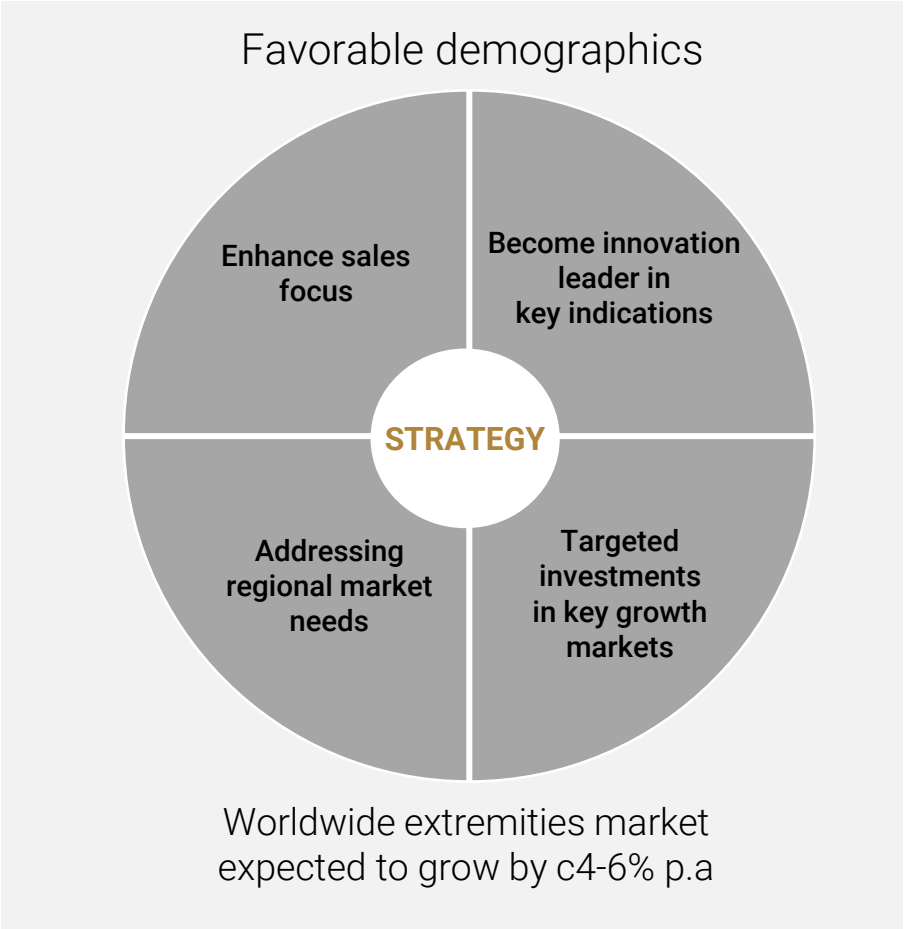 Favorable demographics
Enhance sales
focus
Become innovation
leader in
key indications
STRATEGY
Addressing
regional market
needs
Targeted
investments
in key growth
markets
Worldwide extremities market
expected to grow by c4-6% p.a